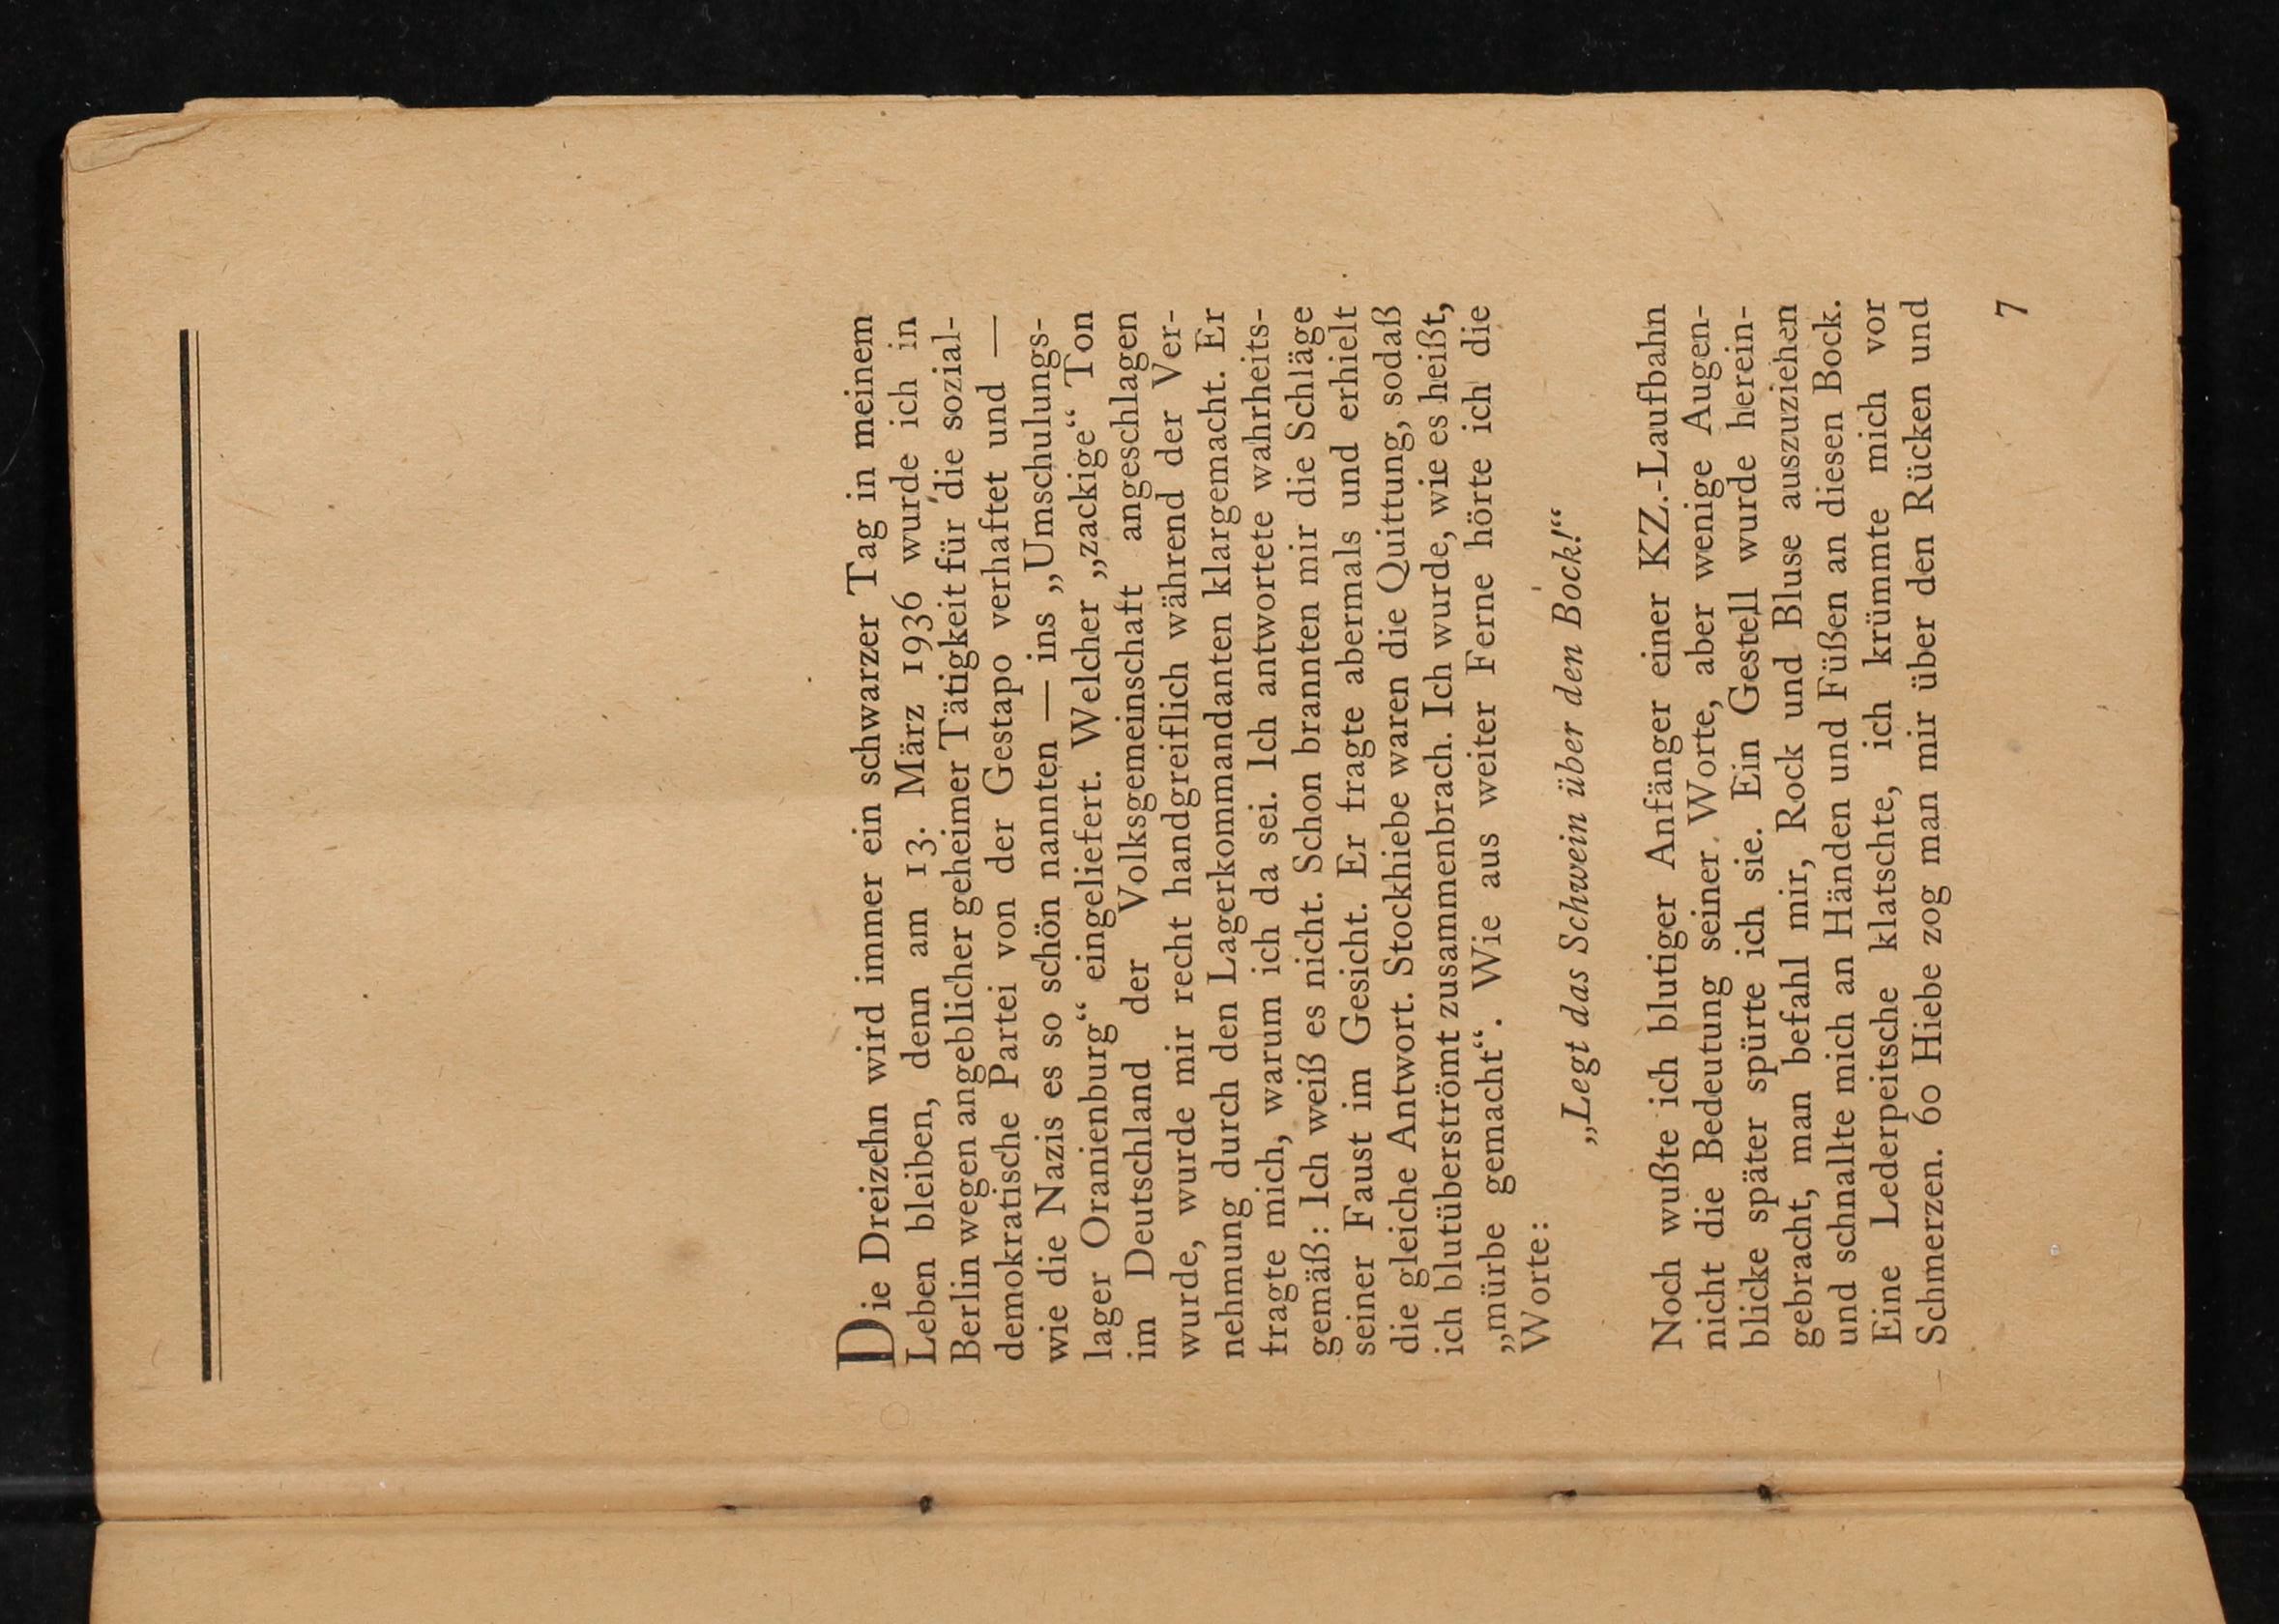 Die Dreizehn wird immer ein schwarzer Tag in meinem
Leben bleiben, denn am 13. März 1936 wurde ich in
Berlin wegen angeblicher geheimer Tätigkeit für die sozial-
demokratische Partei von der Gestapo verhaftet und —
wie die Nazis es so schön nannten — ins „Umschulungs-
lager Oranienburg“ eingeliefert. Welcher „zackige“ Ton
im Deutschland der Volksgemeinschaft angeschlagen
wurde, wurde mir recht handgreiflich während der Ver-
nehmung durch den Lagerkommandanten klargemacht. Er
fragte mich, warum ich da sei. Ich antwortete wahrheits-
gemäß: Ich weiß es nicht. Schon brannten mir die Schläge
seiner Faust im Gesicht. Er fragte abermals und erhielt
die gleiche Antwort. Stockhiebe waren die Quittung, sodaß
ich blutüberströmt zusammenbrach. Ich wurde, wie es heißt,
„mürbe gemacht“. Wie aus weiter Ferne hörte ich die
Worte:
„Legt das Schwein über den Bock!“
Noch wußte ich blutiger Anfänger einer KZ.-Laufbahn
nicht die Bedeutung seiner Worte, aber wenige Augen-
blicke später spürte ich sie. Ein Gestell wurde herein-
gebracht, man befahl mir, Rock und Bluse auszuziehen
und schnallte mich an Händen und Füßen an diesen Bock.
Eine Lederpeitsche klatschte, ich krümmte mich vor
Schmerzen. 60 Hiebe zog man mir über den Rücken und
7